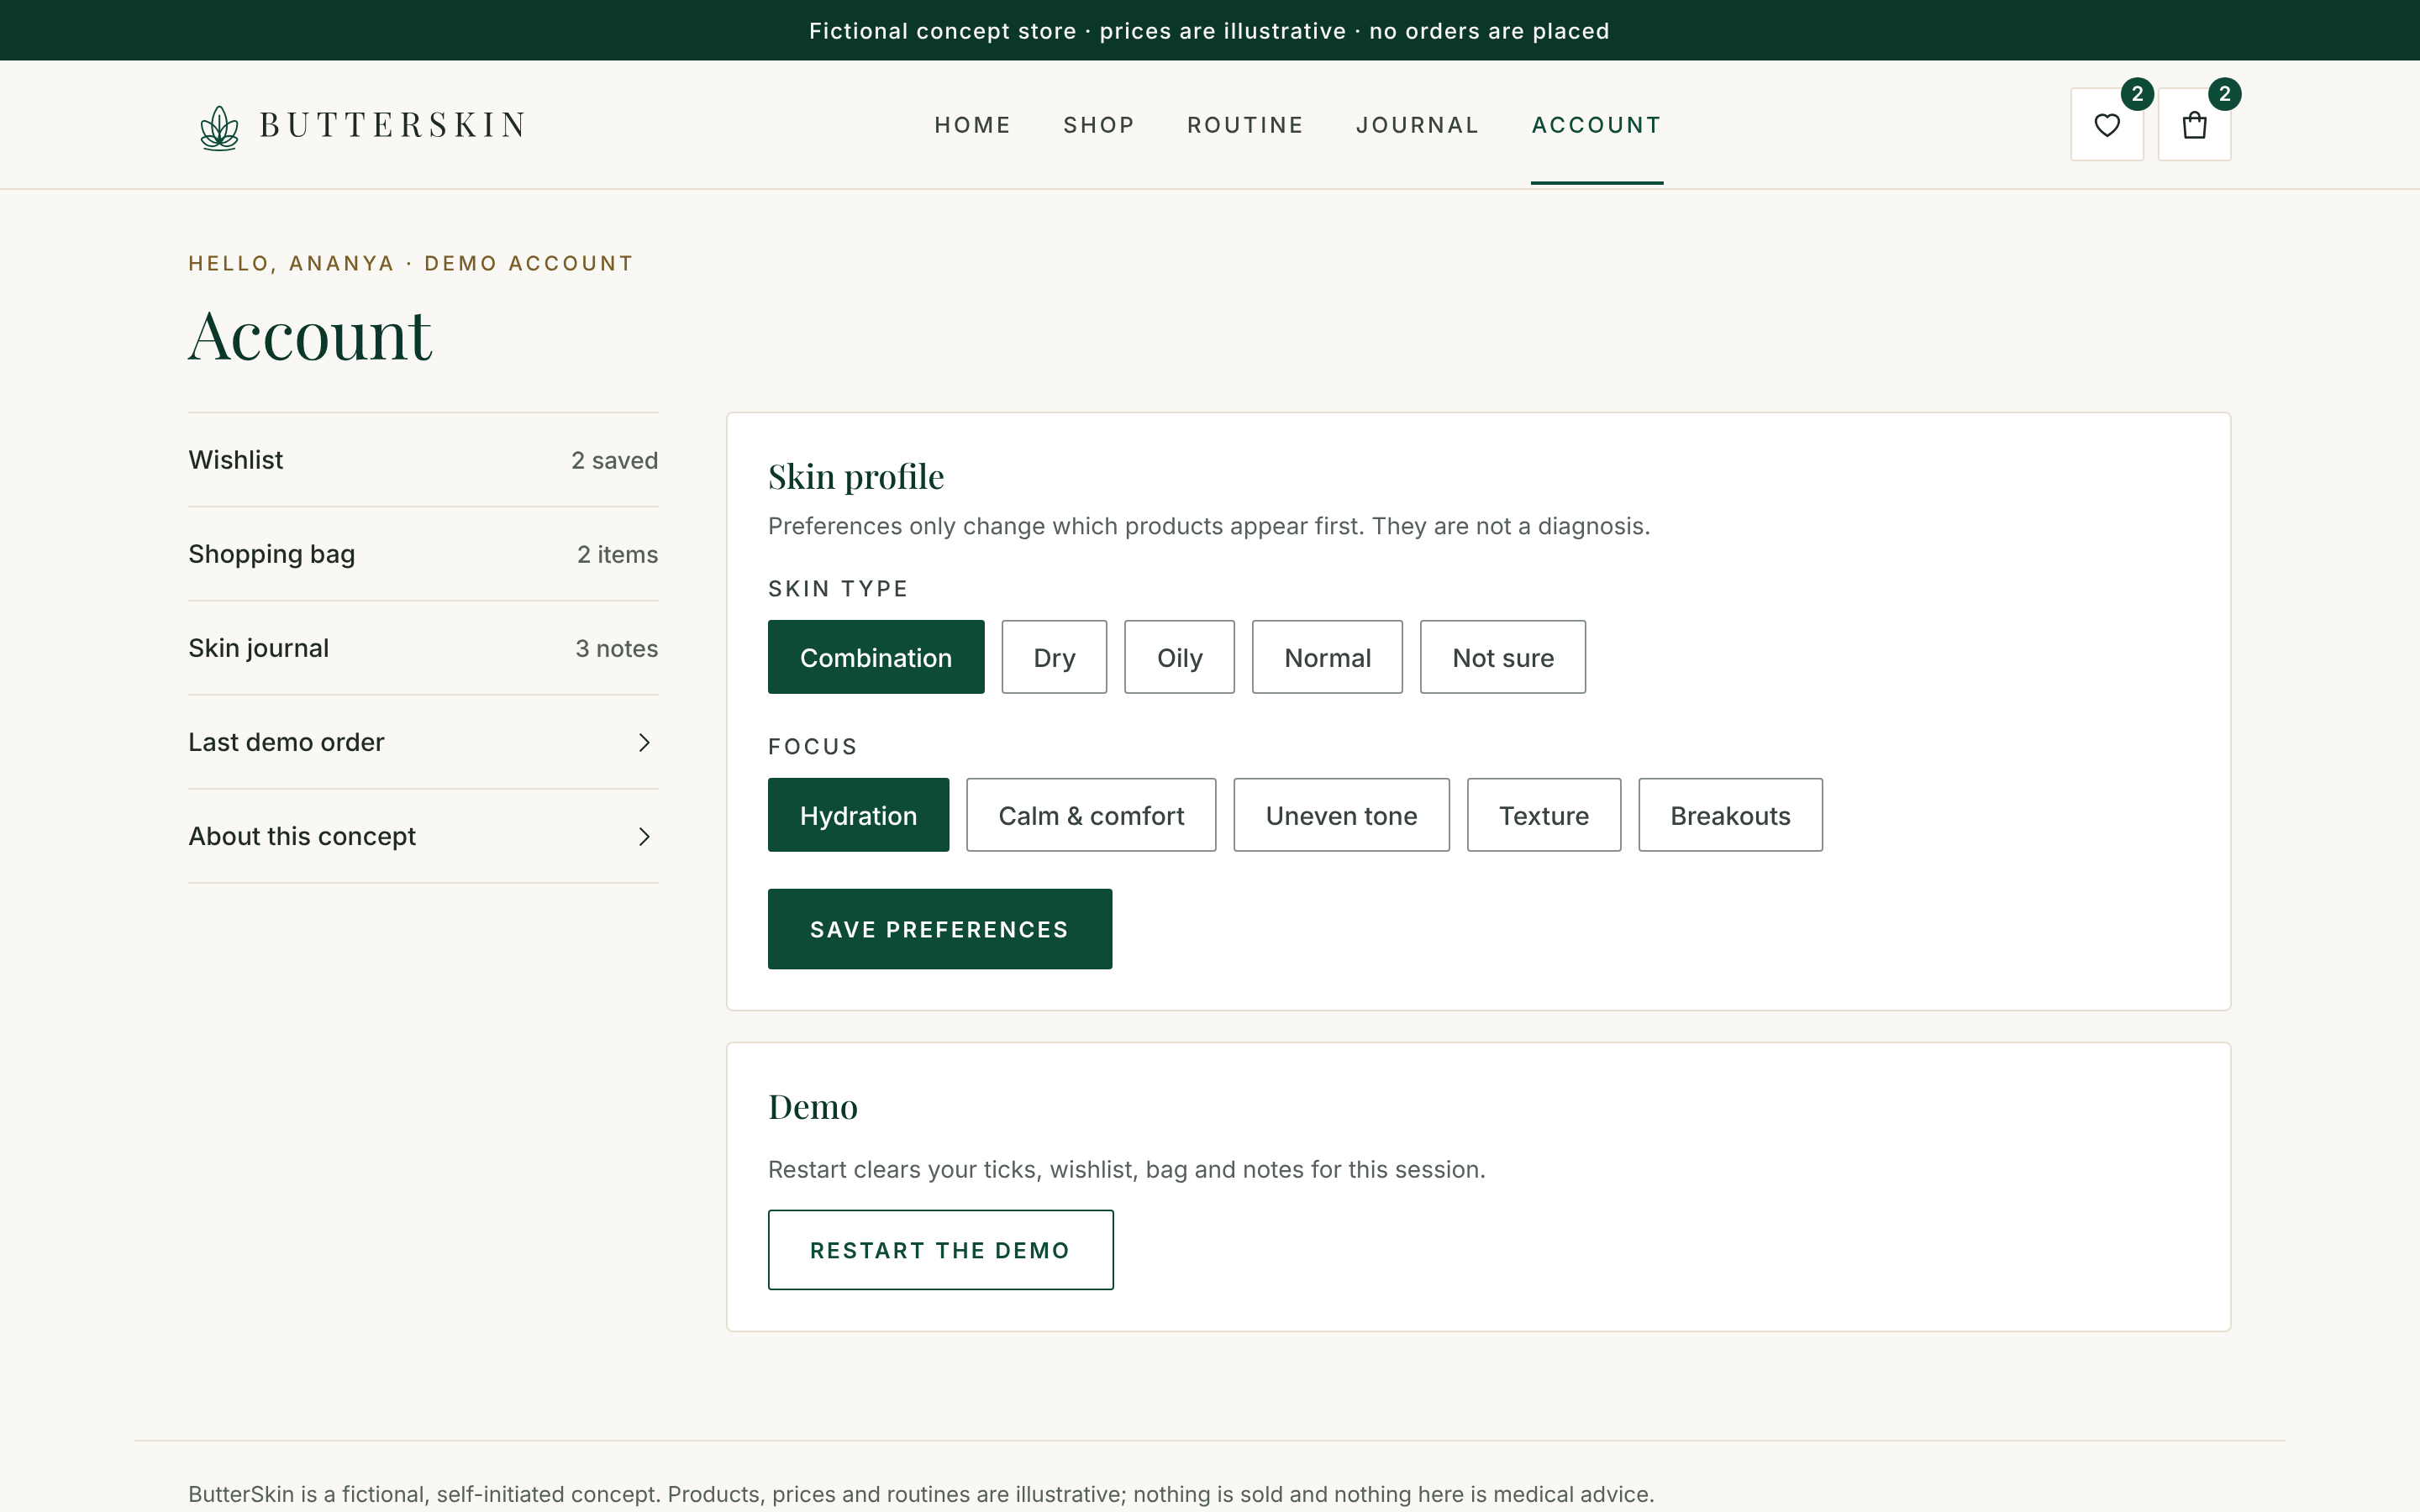 Fictional concept store · prices are illustrative · no orders are placed
BUTTERSKIN
HOME SHOP ROUTINE JOURNAL ACCOUNT
2 2
HELLO, ANANYA · DEMO ACCOUNT
Account
Wishlist 2 saved
Shopping bag 2 items
Skin journal 3 notes
Last demo order
About this concept
Skin profile
Preferences only change which products appear first. They are not a diagnosis.
SKIN TYPE
Combination Dry Oily Normal Not sure
FOCUS
Hydration Calm & comfort Uneven tone Texture Breakouts
SAVE PREFERENCES
Demo
Restart clears your ticks, wishlist, bag and notes for this session.
RESTART THE DEMO
ButterSkin is a fictional, self-initiated concept. Products, prices and routines are illustrative; nothing is sold and nothing here is medical advice.